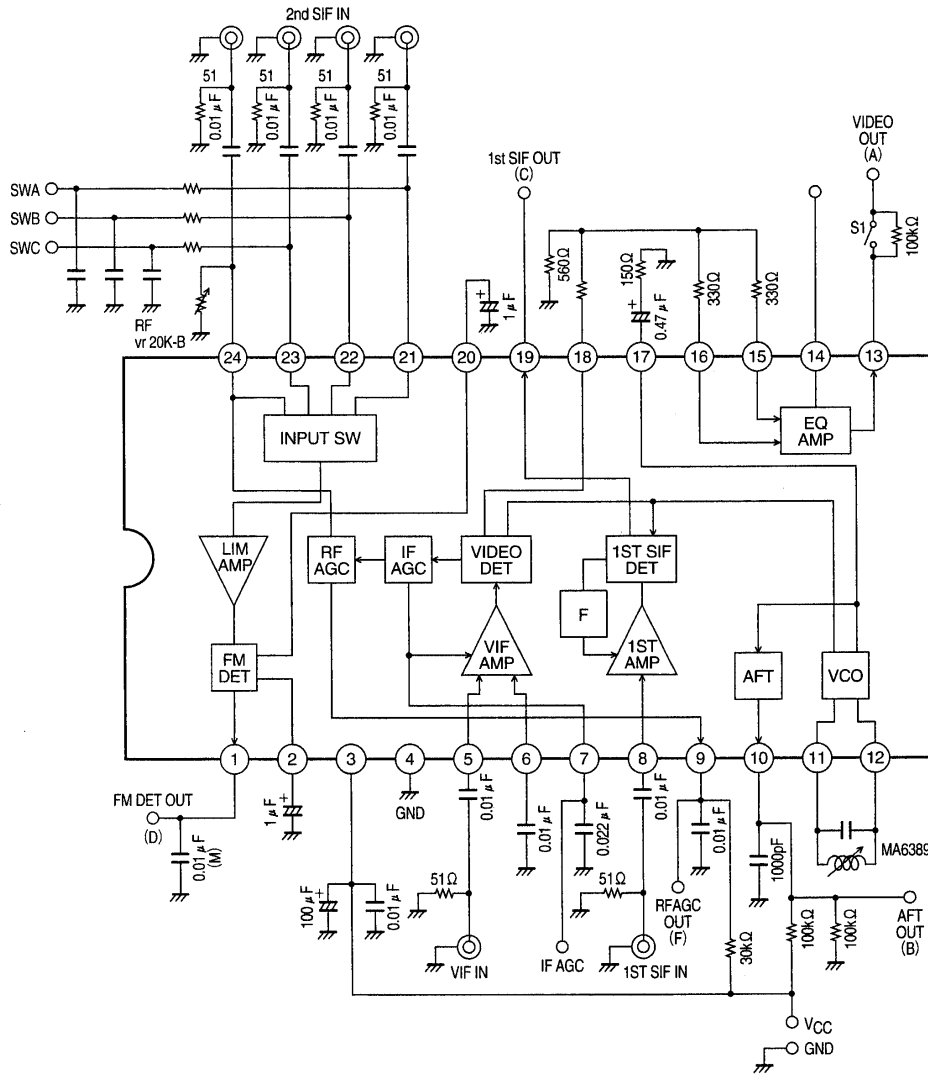 2nd SIF IN
51
51
51
51
0.01 μF
0.01 μF
0.01 μF
0.01 μF
SWA
SWB
SWC
RF
vr 20K-B
1 μF
1st SIF OUT
(C)
560Ω
150Ω
0.47 μF
330Ω
330Ω
VIDEO
OUT
(A)
S1
100kΩ
24
23
22
21
20
19
18
17
16
15
14
13
INPUT SW
EQ
AMP
LIM
AMP
RF
AGC
IF
AGC
VIDEO
DET
1ST SIF
DET
F
VIF
AMP
1ST
AMP
FM
DET
AFT
VCO
1
2
3
4
5
6
7
8
9
10
11
12
FM DET OUT
(D)
0.01 μF
(M)
1 μF
100 μF
0.01 μF
GND
0.01 μF
51Ω
VIF IN
0.01 μF
0.022 μF
IF AGC
0.01 μF
51Ω
1ST SIF IN
0.01 μF
RFAGC
OUT
(F)
30kΩ
1000pF
100kΩ
100kΩ
MA6389
AFT
OUT
(B)
VCC
GND